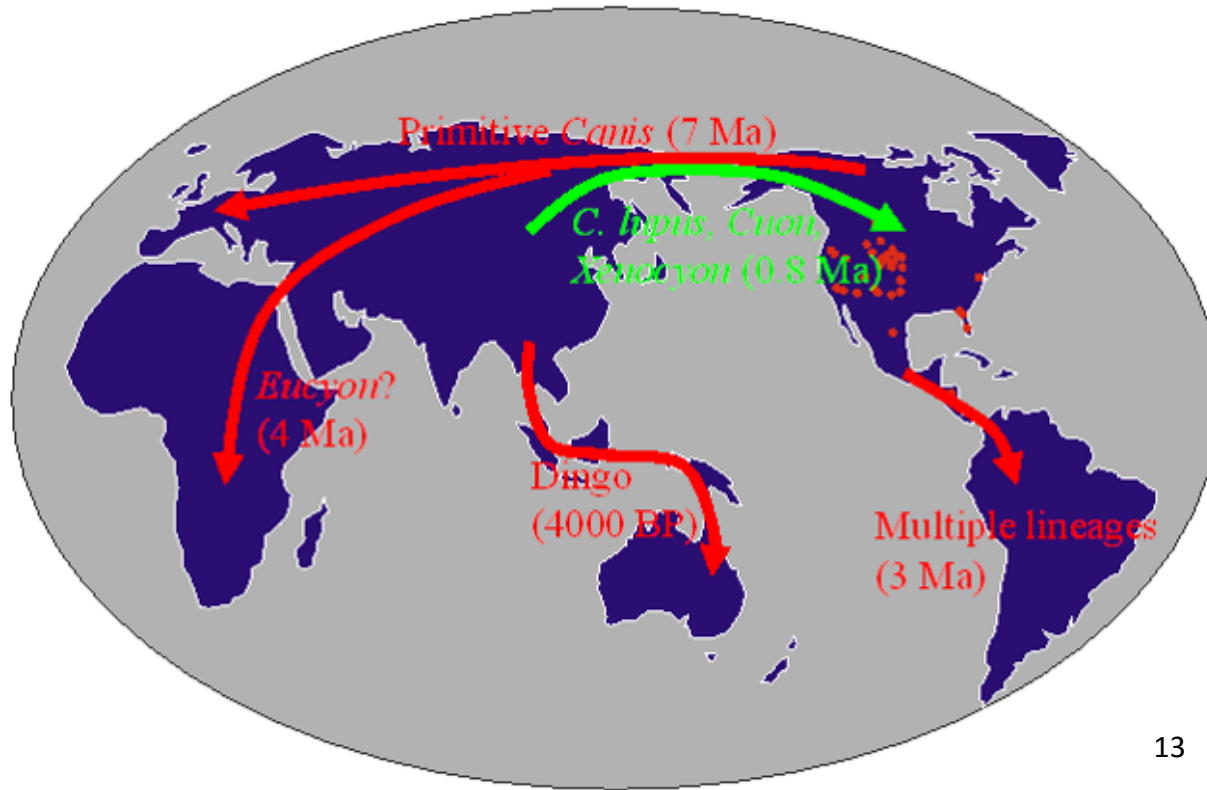 Primitive Canis (7 Ma)
C. lupus, Cuon,
Xenocyon (0.8 Ma)
Eucyon?
(4 Ma)
Dingo
(4000 BP)
Multiple lineages
(3 Ma)
13